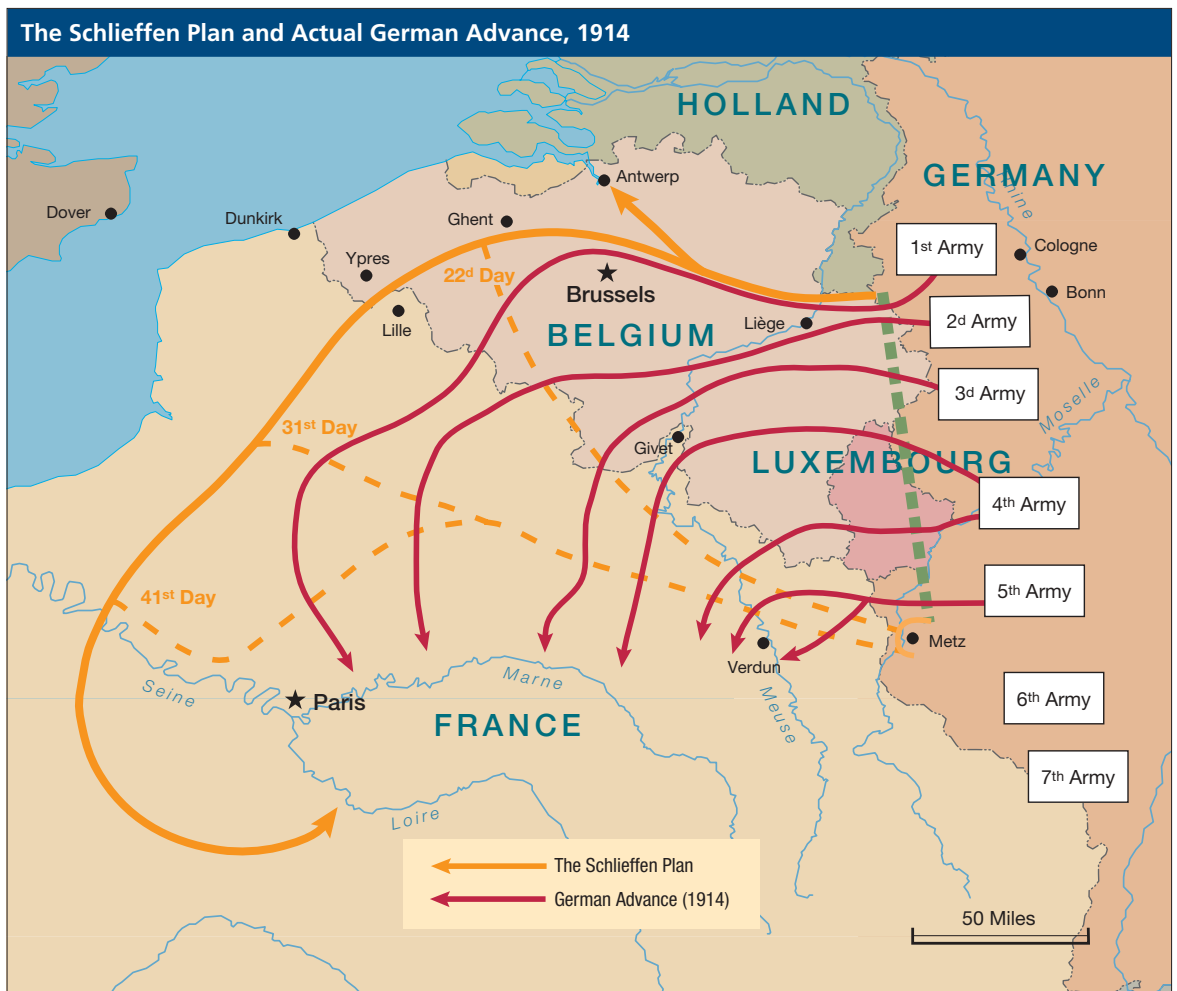 The Schlieffen Plan and Actual German Advance, 1914
HOLLAND
GERMANY
Rhine
Antwerp
Dover
Dunkirk
Ghent
1st Army
Cologne
Ypres
22d Day
Brussels
Bonn
Lille
BELGIUM
Liège
2d Army
3d Army
Moselle
31st Day
Givet
LUXEMBOURG
4th Army
41st Day
5th Army
Metz
Verdun
Seine
Marne
Paris
Meuse
6th Army
FRANCE
7th Army
Loire
The Schlieffen Plan
German Advance (1914)
50 Miles